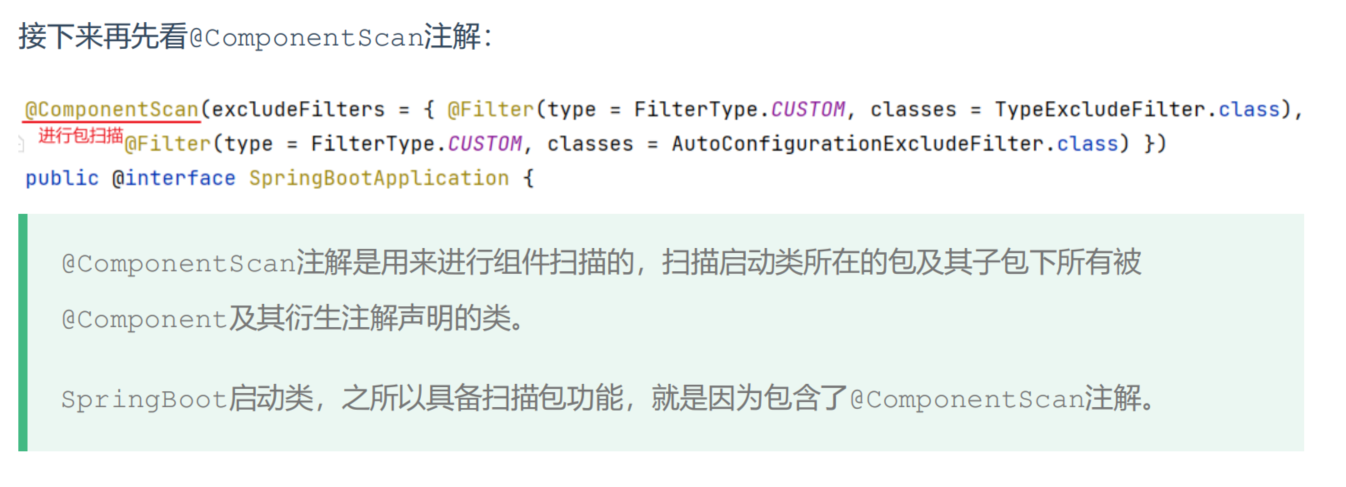 接下来再先看@ComponentScan注解：
@ComponentScan(excludeFilters = { @Filter(type = FilterType.CUSTOM, classes = TypeExcludeFilter.class),
进行包扫描
@Filter(type = FilterType.CUSTOM, classes = AutoConfigurationExcludeFilter.class) })
public @interface SpringBootApplication {
@ComponentScan注解是用来进行组件扫描的，扫描启动类所在的包及其子包下所有被
@Component及其衍生注解声明的类。
SpringBoot启动类，之所以具备扫描包功能，就是因为包含了@ComponentScan注解。